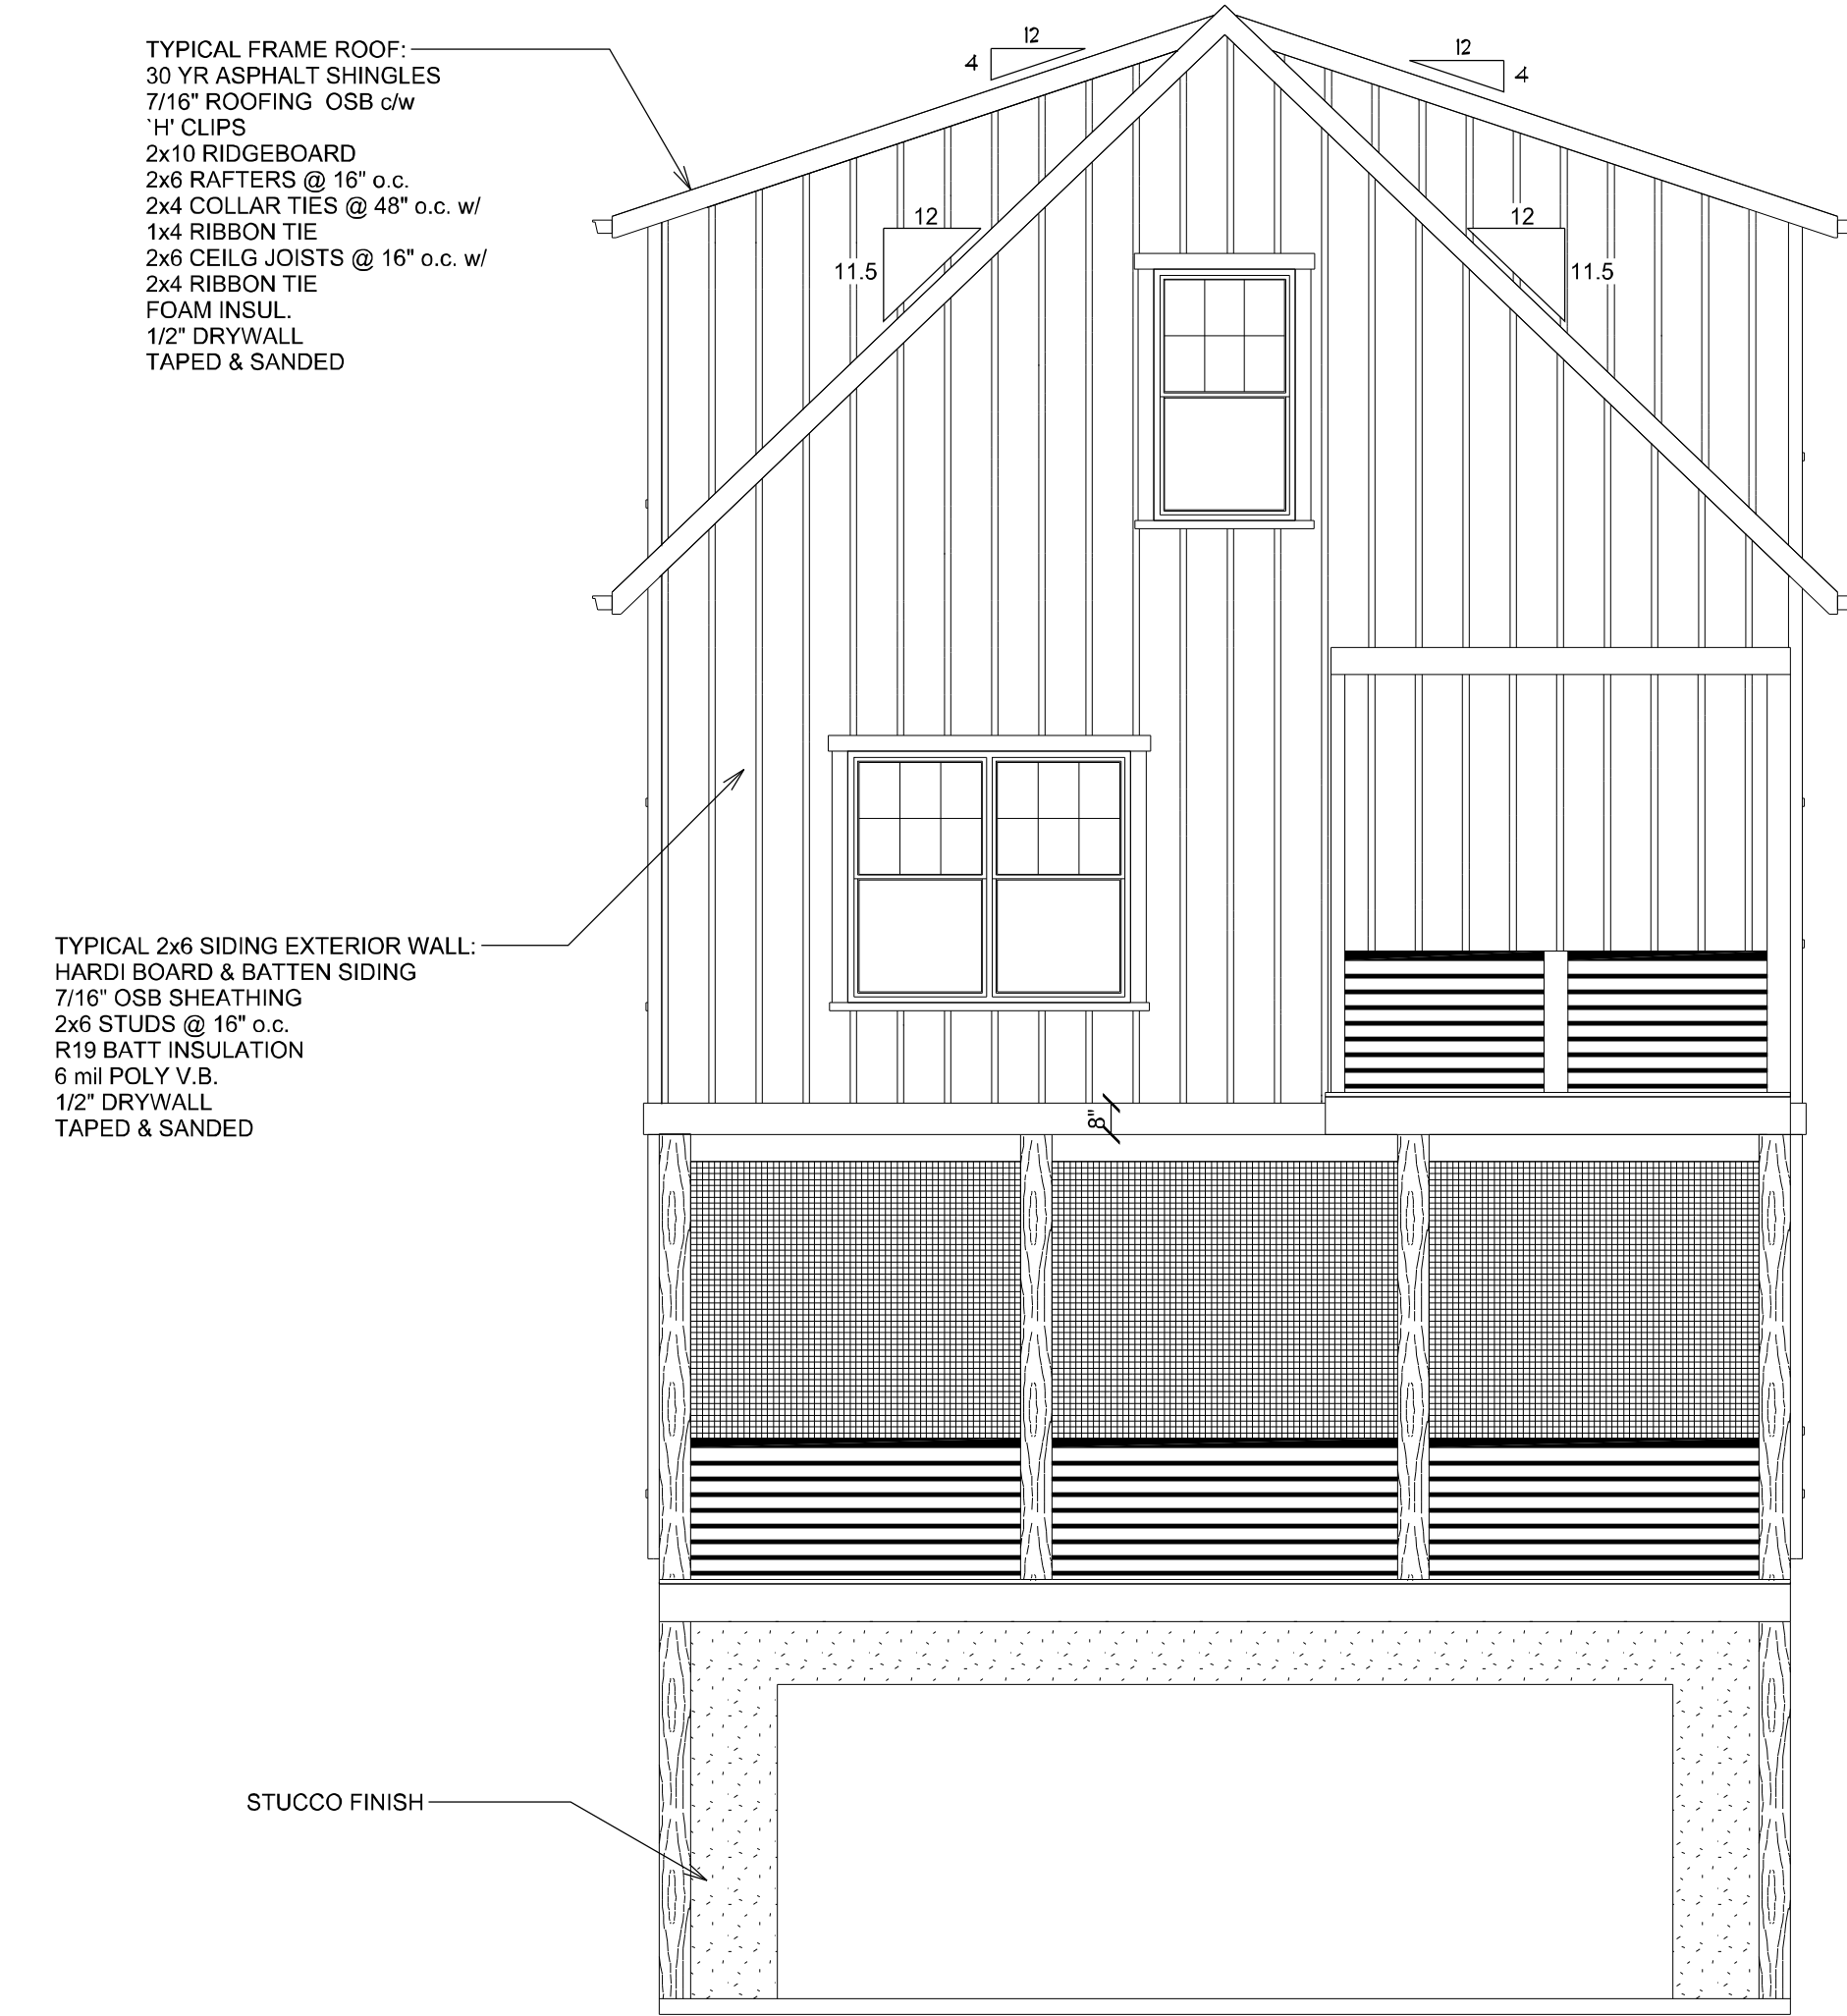 TYPICAL FRAME ROOF:
30 YR ASPHALT SHINGLES
7/16" ROOFING OSB c/w
`H' CLIPS
2x10 RIDGEBOARD
2x6 RAFTERS @ 16" o.c.
2x4 COLLAR TIES @ 48" o.c. w/
1x4 RIBBON TIE
2x6 CEILG JOISTS @ 16" o.c. w/
2x4 RIBBON TIE
FOAM INSUL.
1/2" DRYWALL
TAPED & SANDED
12
4
12
4
12
11.5
12
11.5
TYPICAL 2x6 SIDING EXTERIOR WALL:
HARDI BOARD & BATTEN SIDING
7/16" OSB SHEATHING
2x6 STUDS @ 16" o.c.
R19 BATT INSULATION
6 mil POLY V.B.
1/2" DRYWALL
TAPED & SANDED
8"
STUCCO FINISH